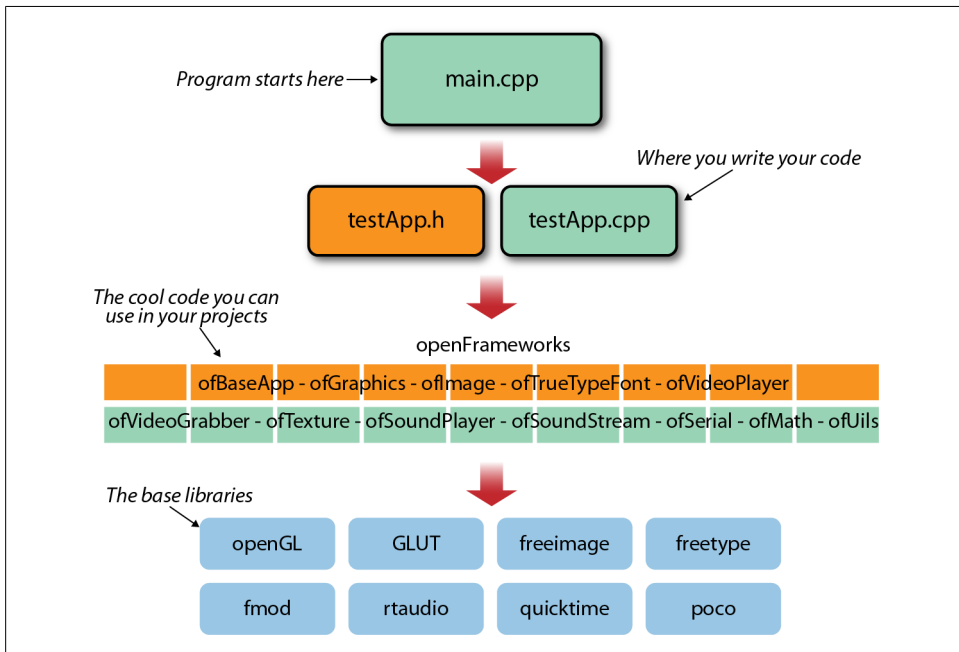 main.cpp
Program starts here
Where you write your code
testApp.h
testApp.cpp
The cool code you can
use in your projects
openFrameworks
ofBaseApp - ofGraphics - ofImage - ofTrueTypeFont - ofVideoPlayer
ofVideoGrabber - ofTexture - ofSoundPlayer - ofSoundStream - ofSerial - ofMath - ofUils
The base libraries
openGL
GLUT
freeimage
freetype
fmod
rtaudio
quicktime
poco